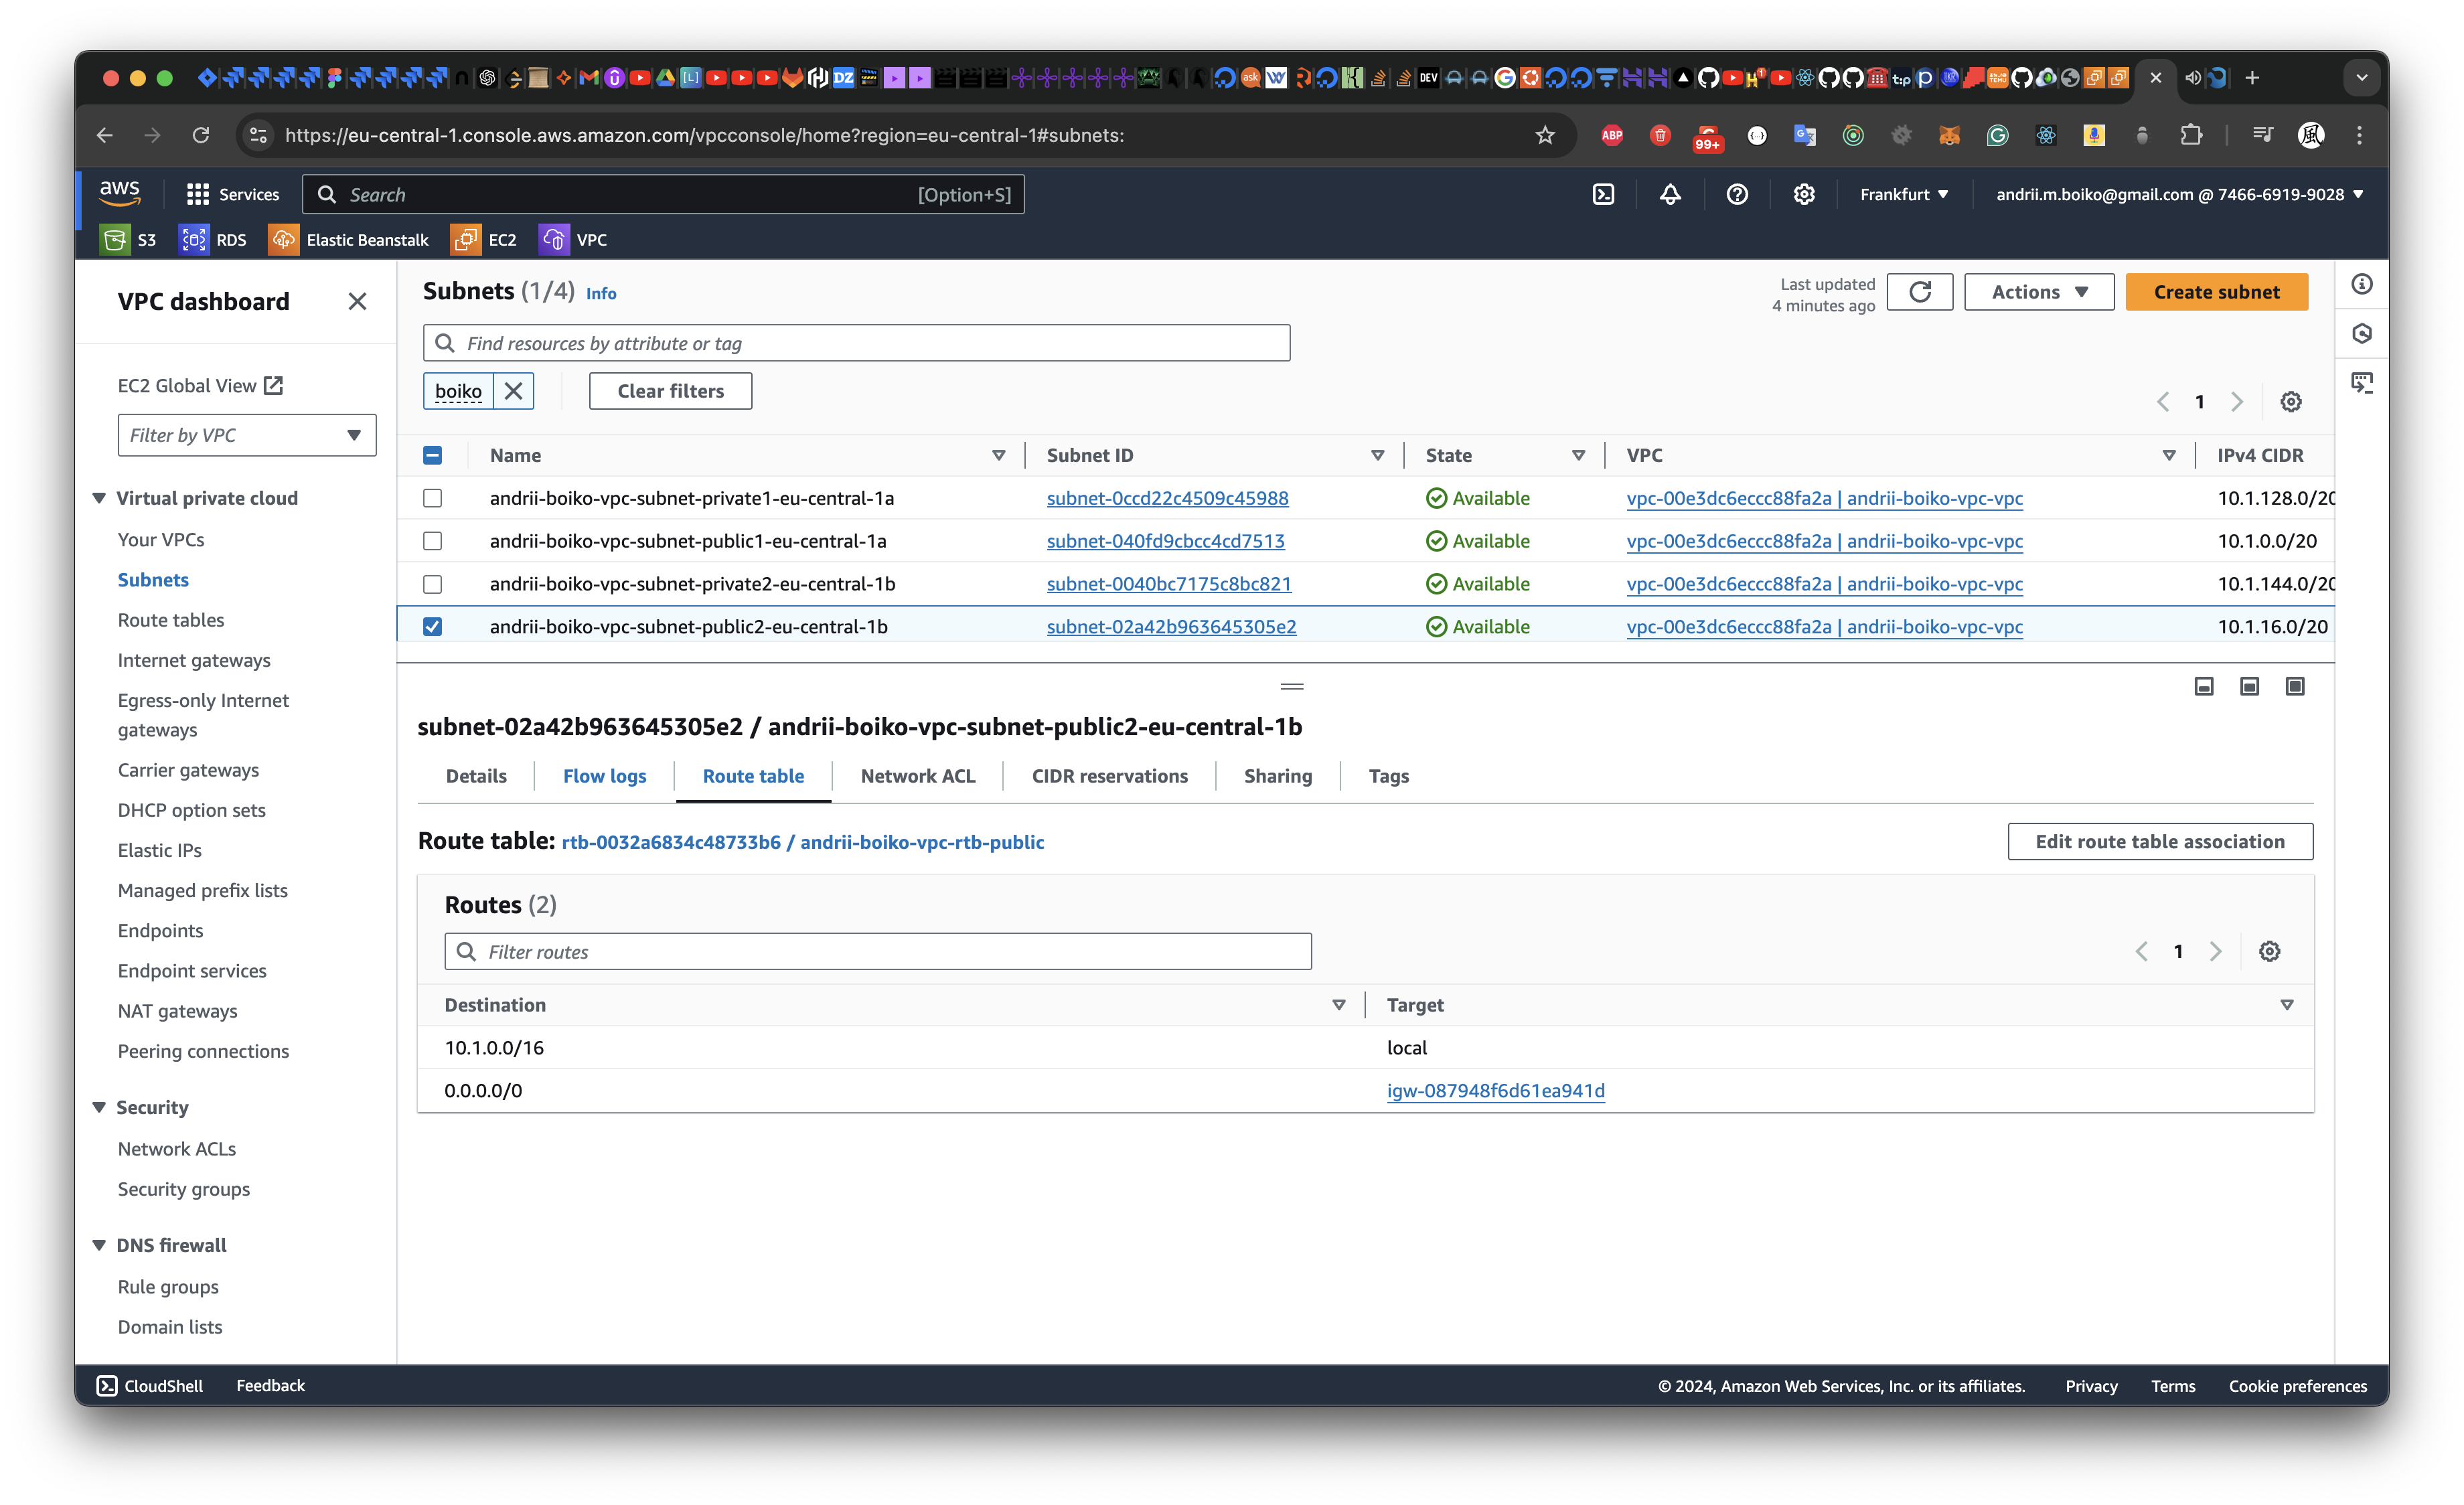 https://eu-central-1.console.aws.amazon.com/vpcconsole/home?region=eu-central-1#subnets:
ABP
99+
aws
Services
Search
[Option+S]
Frankfurt
andrii.m.boiko@gmail.com @ 7466-6919-9028
S3
RDS
Elastic Beanstalk
EC2
VPC
VPC dashboard
EC2 Global View
Filter by VPC
Virtual private cloud
Your VPCs
Subnets
Route tables
Internet gateways
Egress-only Internet
gateways
Carrier gateways
DHCP option sets
Elastic IPs
Managed prefix lists
Endpoints
Endpoint services
NAT gateways
Peering connections
Security
Network ACLs
Security groups
DNS firewall
Rule groups
Domain lists
Subnets (1/4) Info
Last updated
4 minutes ago
Actions
Create subnet
Find resources by attribute or tag
boiko
Clear filters
1
Name Subnet ID State VPC IPv4 CIDR
andrii-boiko-vpc-subnet-private1-eu-central-1a subnet-0ccd22c4509c45988 Available vpc-00e3dc6eccc88fa2a | andrii-boiko-vpc-vpc 10.1.128.0/20
andrii-boiko-vpc-subnet-public1-eu-central-1a subnet-040fd9cbcc4cd7513 Available vpc-00e3dc6eccc88fa2a | andrii-boiko-vpc-vpc 10.1.0.0/20
andrii-boiko-vpc-subnet-private2-eu-central-1b subnet-0040bc7175c8bc821 Available vpc-00e3dc6eccc88fa2a | andrii-boiko-vpc-vpc 10.1.144.0/20
andrii-boiko-vpc-subnet-public2-eu-central-1b subnet-02a42b963645305e2 Available vpc-00e3dc6eccc88fa2a | andrii-boiko-vpc-vpc 10.1.16.0/20
subnet-02a42b963645305e2 / andrii-boiko-vpc-subnet-public2-eu-central-1b
Details Flow logs Route table Network ACL CIDR reservations Sharing Tags
Route table: rtb-0032a6834c48733b6 / andrii-boiko-vpc-rtb-public
Edit route table association
Routes (2)
Filter routes
1
Destination Target
10.1.0.0/16 local
0.0.0.0/0 igw-087948f6d61ea941d
CloudShell
Feedback
© 2024, Amazon Web Services, Inc. or its affiliates.
Privacy
Terms
Cookie preferences